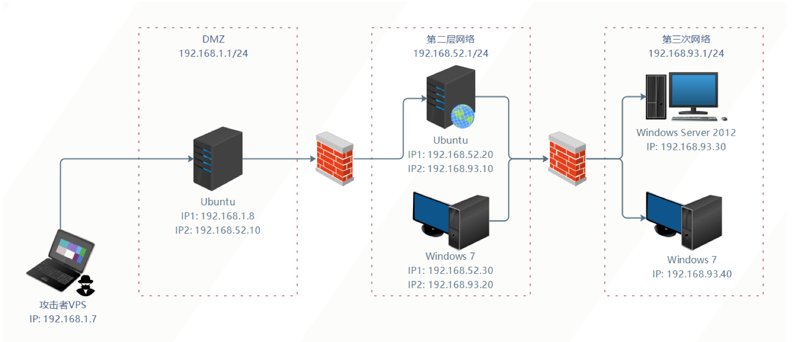 DMZ
192.168.1.1/24
第二层网络
192.168.52.1/24
第三次网络
192.168.93.1/24
Ubuntu
IP1: 192.168.1.8
IP2: 192.168.52.10
Ubuntu
IP1: 192.168.52.20
IP2: 192.168.93.10
Windows 7
IP1: 192.168.52.30
IP2: 192.168.93.20
Windows Server 2012
IP: 192.168.93.30
Windows 7
IP: 192.168.93.40
攻击者VPS
IP: 192.168.1.7